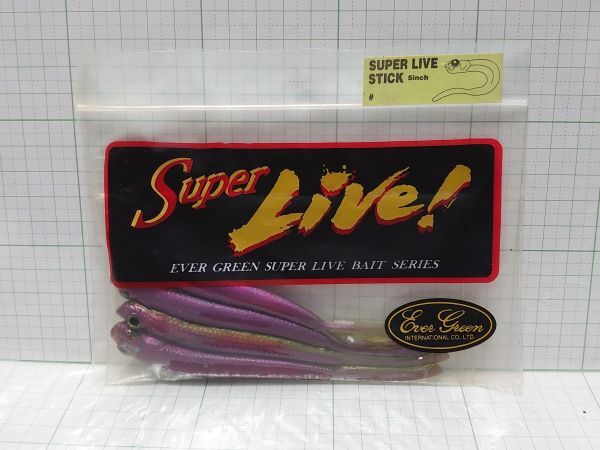 SUPER LIVE
STICK 5inch
#
Super Live!
EVER GREEN SUPER LIVE BAIT SERIES
Ever Green
INTERNATIONAL CO., LTD.